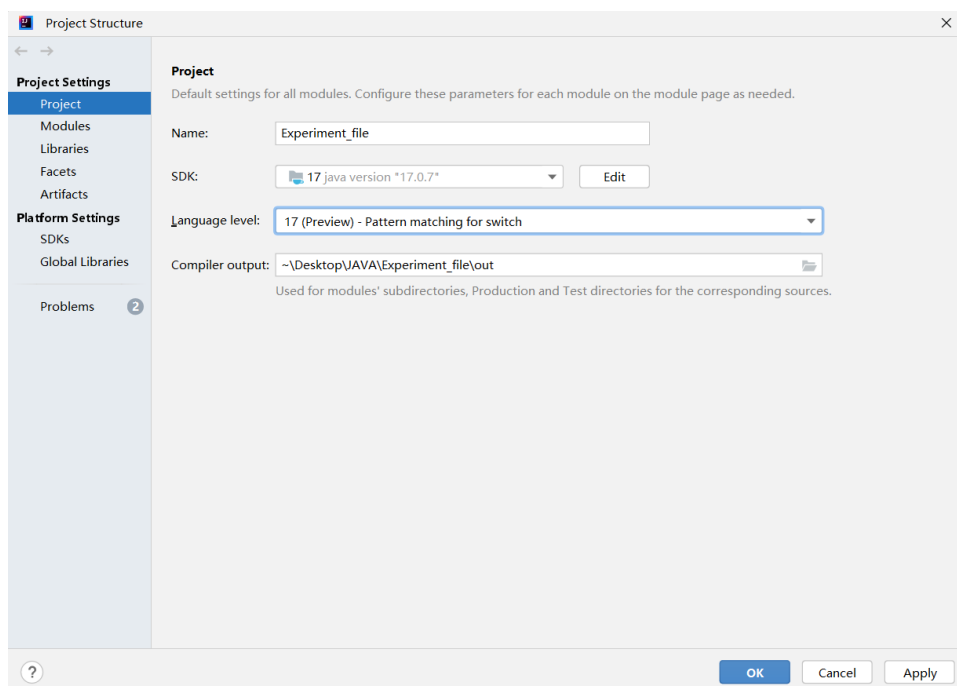 Project Structure
Project Settings
Project
Modules
Libraries
Facets
Artifacts
Platform Settings
SDKs
Global Libraries
Problems 2
Project
Default settings for all modules. Configure these parameters for each module on the module page as needed.
Name: Experiment_file
SDK: 17 java version "17.0.7" Edit
Language level: 17 (Preview) - Pattern matching for switch
Compiler output: ~\Desktop\JAVA\Experiment_file\out
Used for modules' subdirectories, Production and Test directories for the corresponding sources.
? OK Cancel Apply